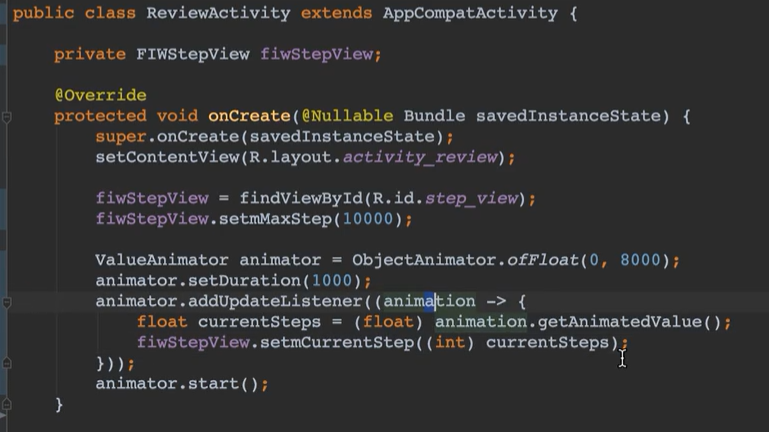 public class ReviewActivity extends AppCompatActivity {
private FIWStepView fiwStepView;
@Override
protected void onCreate(@Nullable Bundle savedInstanceState) {
super.onCreate(savedInstanceState);
setContentView(R.layout.activity_review);
fiwStepView = findViewById(R.id.step_view);
fiwStepView.setmMaxStep(10000);
ValueAnimator animator = ObjectAnimator.ofFloat(0, 8000);
animator.setDuration(1000);
animator.addUpdateListener((animation -> {
float currentSteps = (float) animation.getAnimatedValue();
fiwStepView.setmCurrentStep((int) currentSteps);
}));
animator.start();
}